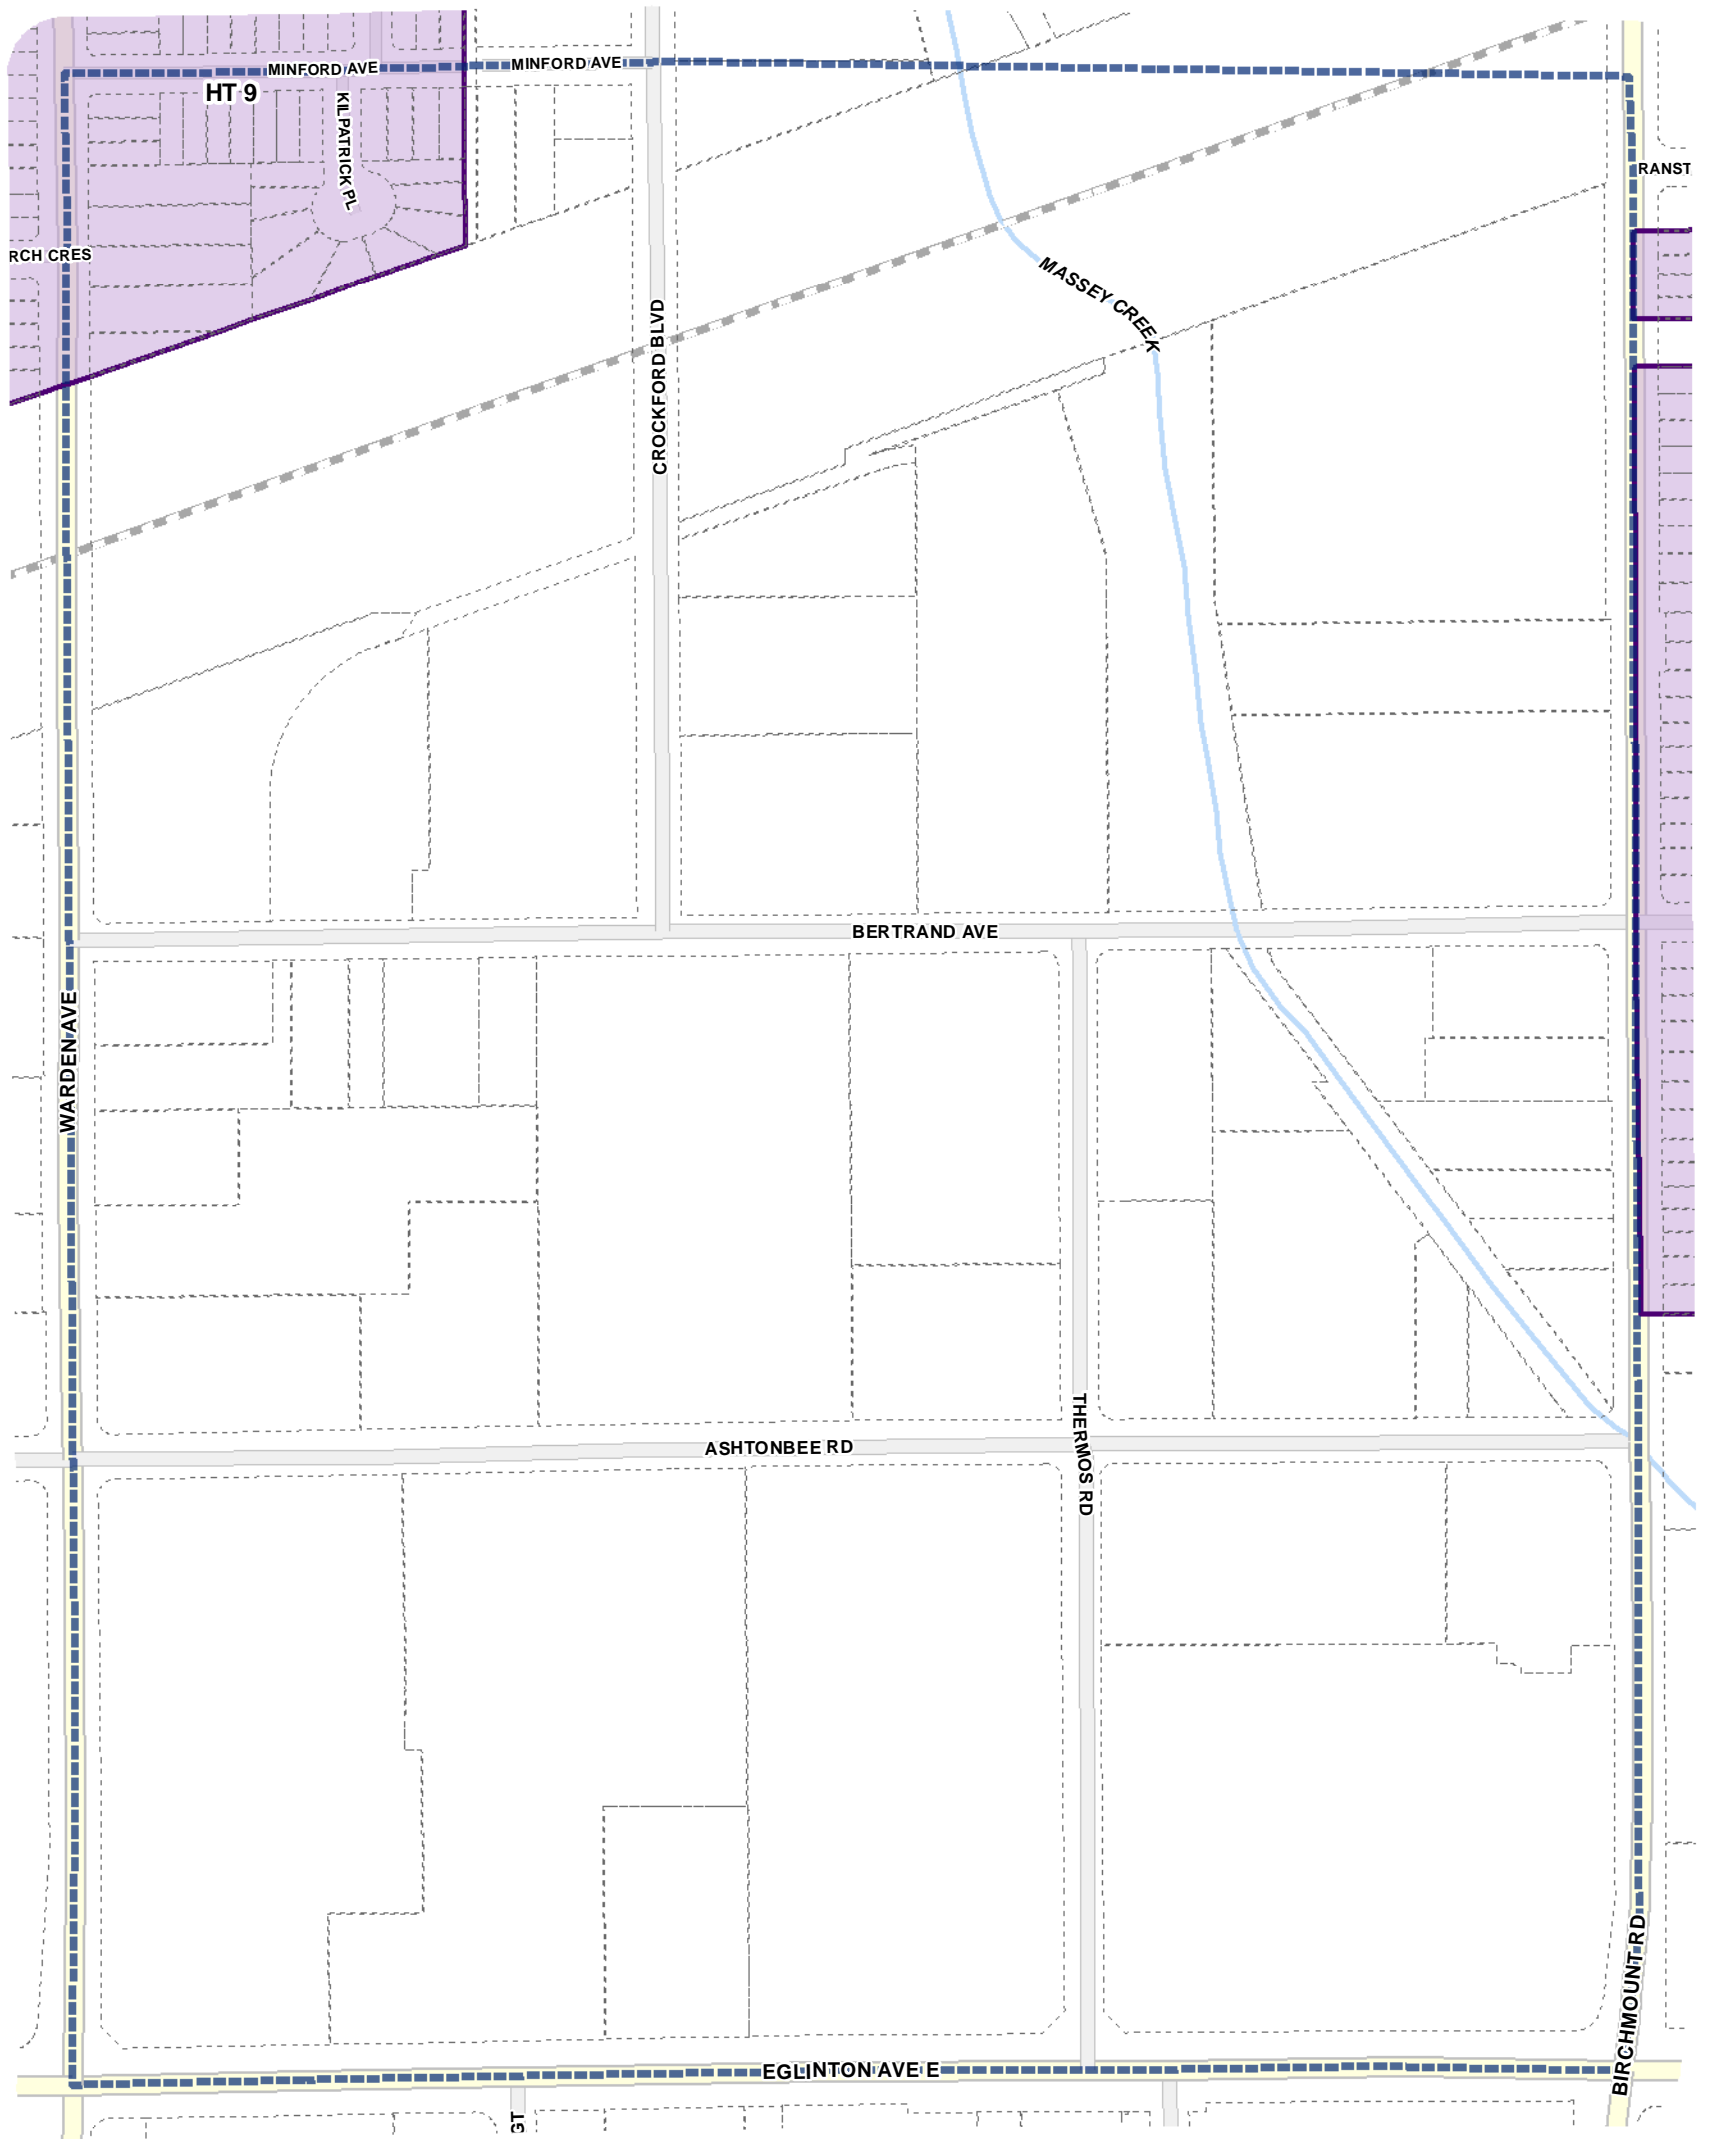 MINFORD AVE
MINFORD AVE
HT 9
KILPATRICK PL
RANST
RCH CRES
MASSEY CREEK
CROCKFORD BLVD
BERTRAND AVE
WARDEN AVE
THERMOS RD
ASHTONBEE RD
BIRCHMOUNT RD
EGLINTON AVE E
GT